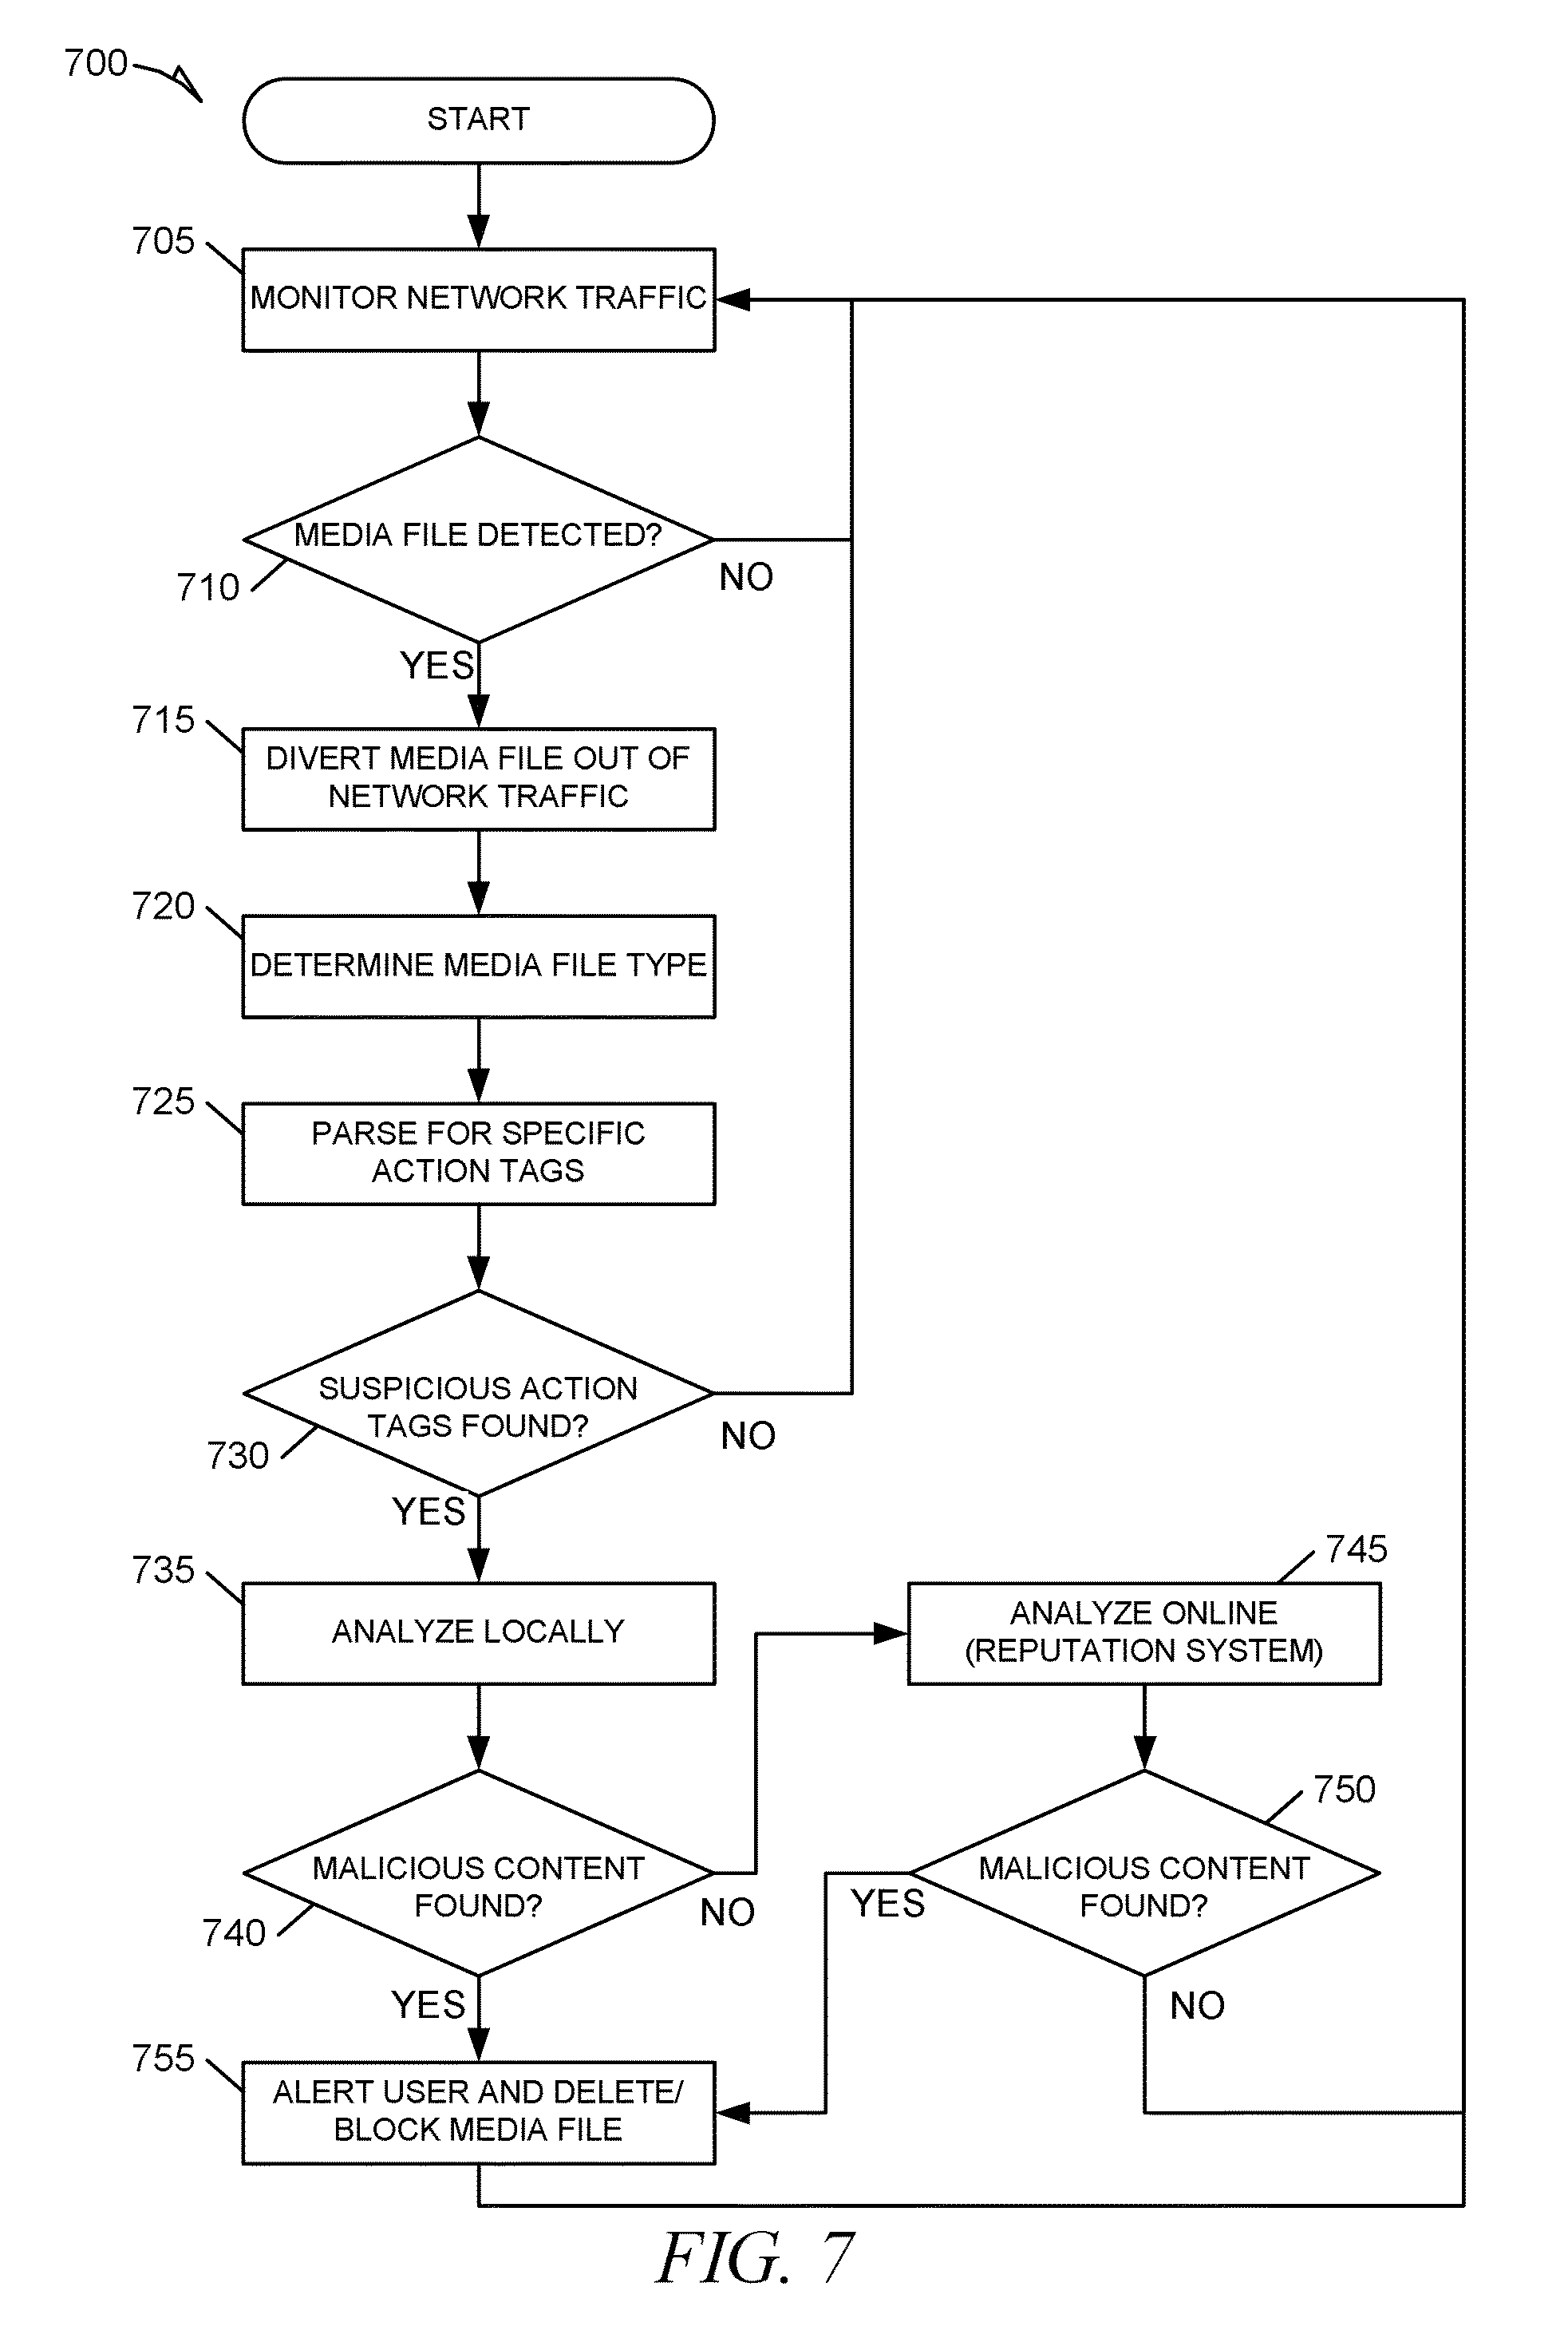 700
START
705
MONITOR NETWORK TRAFFIC
MEDIA FILE DETECTED?
710
NO
YES
715
DIVERT MEDIA FILE OUT OF
NETWORK TRAFFIC
720
DETERMINE MEDIA FILE TYPE
725
PARSE FOR SPECIFIC
ACTION TAGS
SUSPICIOUS ACTION
TAGS FOUND?
730
NO
YES
735
ANALYZE LOCALLY
745
ANALYZE ONLINE
(REPUTATION SYSTEM)
MALICIOUS CONTENT
FOUND?
740
NO
YES
750
MALICIOUS CONTENT
FOUND?
YES
NO
755
ALERT USER AND DELETE/
BLOCK MEDIA FILE
FIG. 7